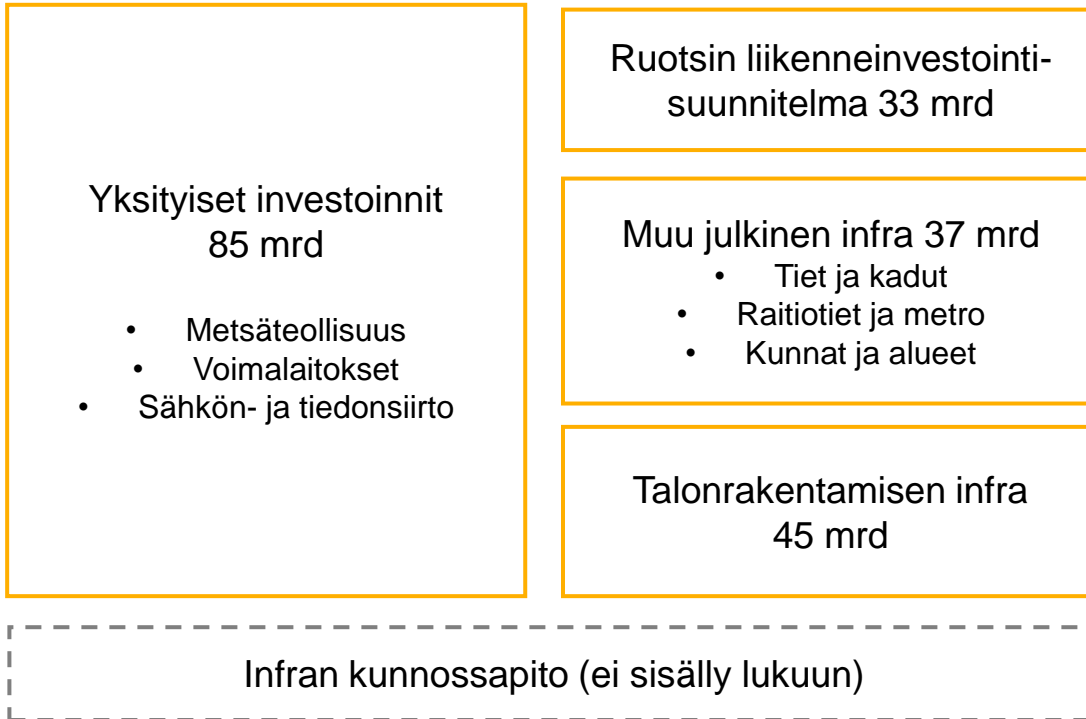 Yksityiset investoinnit
85 mrd
• Metsäteollisuus
• Voimalaitokset
• Sähkön- ja tiedonsiirto
Ruotsin liikenneinvestointi-
suunnitelma 33 mrd
Muu julkinen infra 37 mrd
• Tiet ja kadut
• Raitiotiet ja metro
• Kunnat ja alueet
Talonrakentamisen infra
45 mrd
Infran kunnossapito (ei sisälly lukuun)